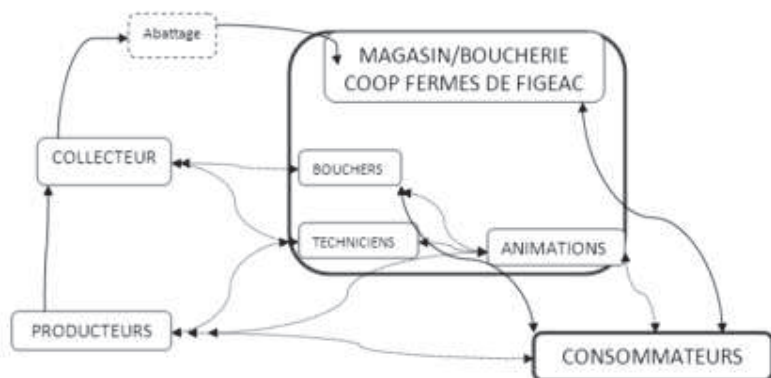 Abattage
MAGASIN/BOUCHERIE
COOP FERMES DE FIGEAC
COLLECTEUR
BOUCHERS
TECHNICIENS
ANIMATIONS
PRODUCTEURS
CONSOMMATEURS